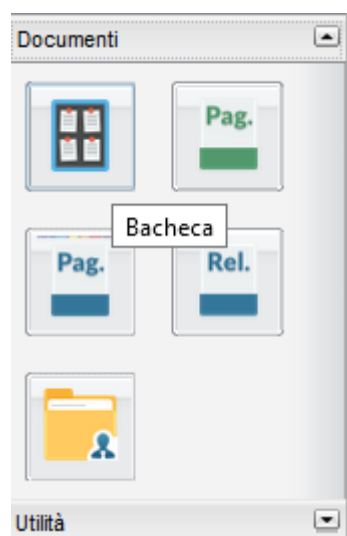 Documenti
Pag.
Bacheca
Pag.
Rel.
Utilità